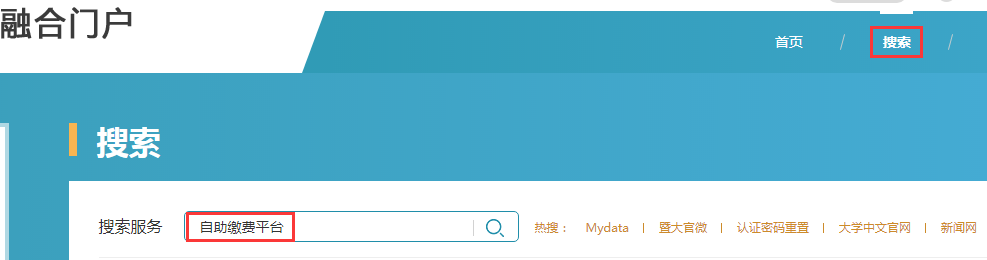 融合门户
首页 / 搜索 /
搜索
搜索服务 自助缴费平台 热搜： Mydata | 暨大官微 | 认证密码重置 | 大学中文官网 | 新闻网